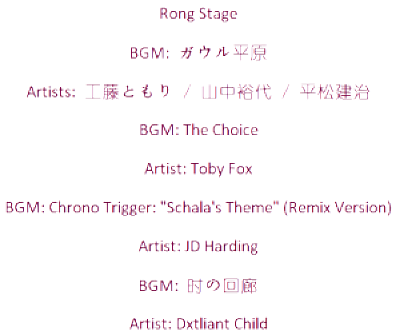 Rong Stage
BGM: ガウル平原
Artists: 工藤ともり / 山中裕代 / 平松建治
BGM: The Choice
Artist: Toby Fox
BGM: Chrono Trigger: "Schala's Theme" (Remix Version)
Artist: JD Harding
BGM: 时の回廊
Artist: Dxtliant Child